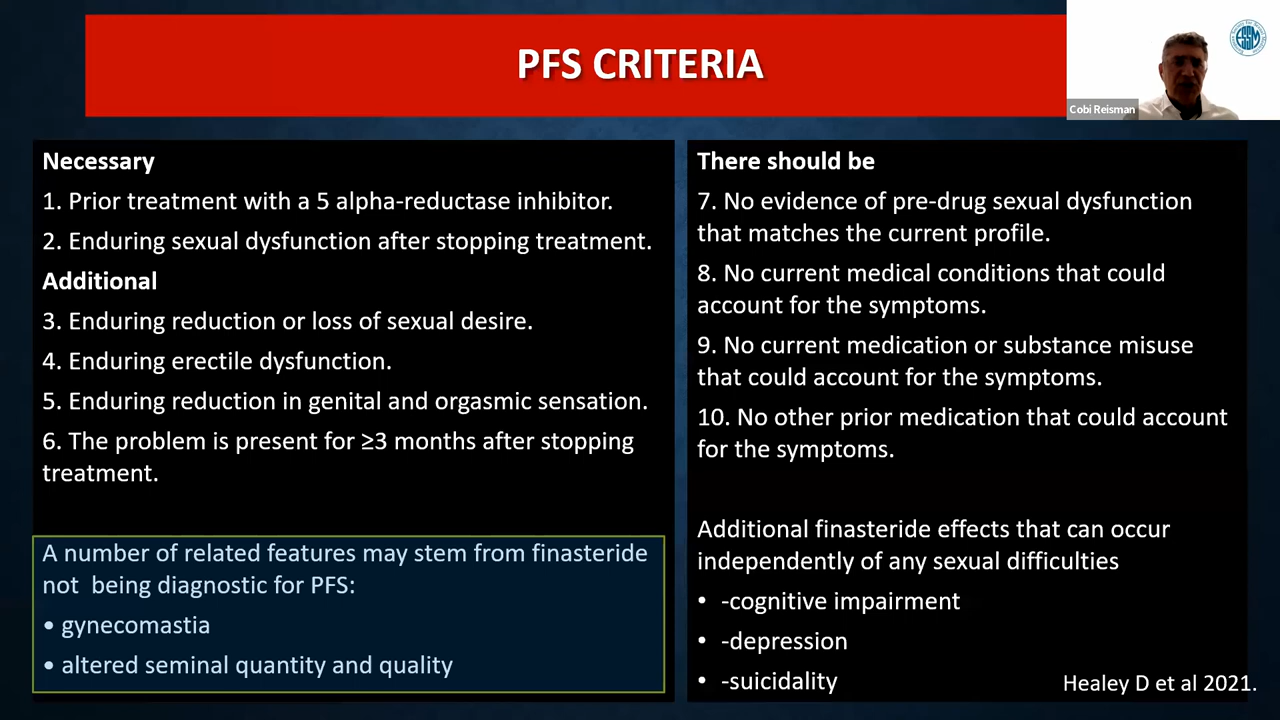 PFS CRITERIA
Cobi Reisman
ESSM
Necessary
1. Prior treatment with a 5 alpha-reductase inhibitor.
2. Enduring sexual dysfunction after stopping treatment.
Additional
3. Enduring reduction or loss of sexual desire.
4. Enduring erectile dysfunction.
5. Enduring reduction in genital and orgasmic sensation.
6. The problem is present for ≥3 months after stopping
treatment.
A number of related features may stem from finasteride
not being diagnostic for PFS:
• gynecomastia
• altered seminal quantity and quality
There should be
7. No evidence of pre-drug sexual dysfunction
that matches the current profile.
8. No current medical conditions that could
account for the symptoms.
9. No current medication or substance misuse
that could account for the symptoms.
10. No other prior medication that could account
for the symptoms.
Additional finasteride effects that can occur
independently of any sexual difficulties
• -cognitive impairment
• -depression
• -suicidality
Healey D et al 2021.